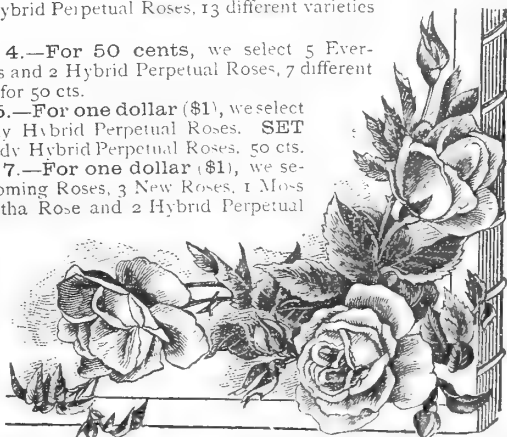 ybrid Perpetual Roses, 13 different varieties
4.—For 50 cents, we select 5 Ever-
s and 2 Hybrid Perpetual Roses, 7 different
for 50 cts.
.—For one dollar ($1), we select
y Hybrid Perpetual Roses. SET
dy Hybrid Perpetual Roses, 50 cts.
7.—For one dollar ($1), we se-
oming Roses, 3 New Roses, 1 Moss
tha Rose and 2 Hybrid Perpetual